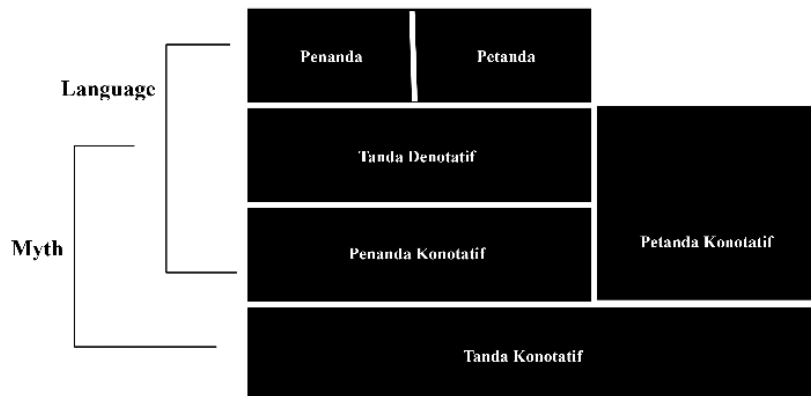 Penanda
Petanda
Language
Tanda Denotatif
Myth
Penanda Konotatif
Petanda Konotatif
Tanda Konotatif